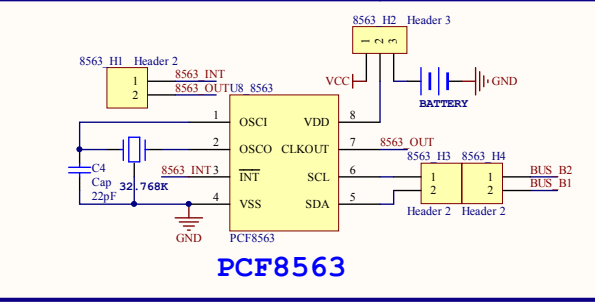 8563_H2 Header 3
1 2 3
8563_H1 Header 2
1 8563_INT
2 8563_OUT
VCC
GND
BATTERY
U8_8563
1 OSCI VDD 8
2 OSCO CLKOUT 7 8563_OUT
8563_INT 3 INT SCL 6
4 VSS SDA 5
8563_H3 8563_H4
1 1 BUS_B2
2 2 BUS_B1
Header 2 Header 2
C4
Cap
22pF
32.768K
GND
PCF8563
PCF8563